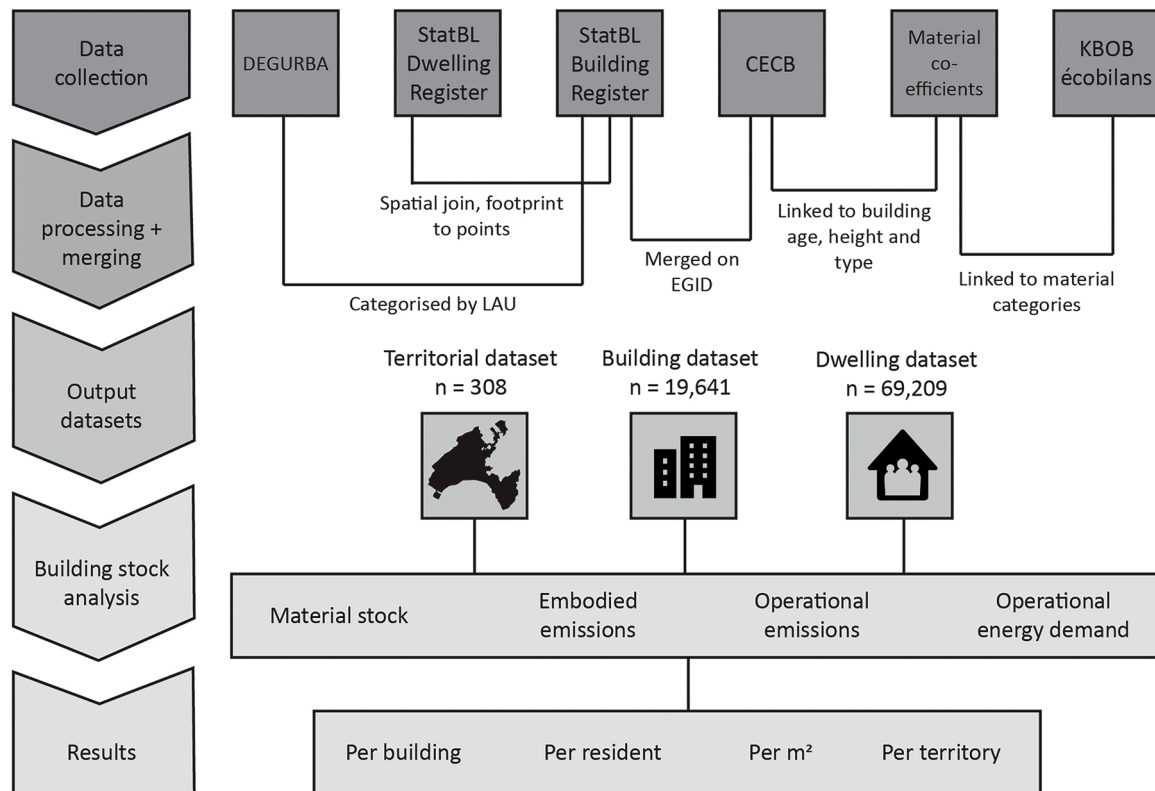 Data
collection
DEGURBA
StatBL
Dwelling
Register
StatBL
Building
Register
CECB
Material
co-
efficients
KBOB
écobilans
Data
processing +
merging
Spatial join, footprint
to points
Categorised by LAU
Merged on
EGID
Linked to building
age, height and
type
Linked to material
categories
Output
datasets
Territorial dataset
n = 308
Building dataset
n = 19,641
Dwelling dataset
n = 69,209
Building stock
analysis
Material stock
Embodied
emissions
Operational
emissions
Operational
energy demand
Results
Per building
Per resident
Per m²
Per territory